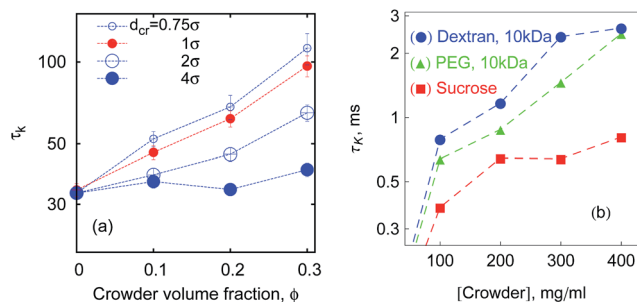 d_cr=0.75σ
1σ
2σ
4σ
100
50
30
τ_k
(a)
0
0.1
0.2
0.3
Crowder volume fraction, ϕ
(●) Dextran, 10kDa
(▲) PEG, 10kDa
(■) Sucrose
3
2
1
0.5
0.3
τ_K, ms
(b)
100
200
300
400
[Crowder], mg/ml